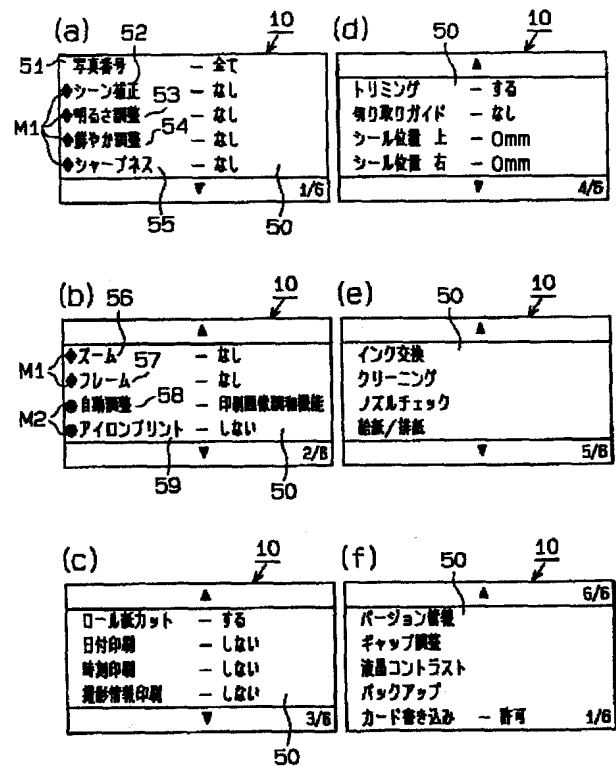 (a)
10
51 写真番号 — 全て
52
◆シーン補正 — なし
M1 ◆明るさ調整 53 — なし
◆鮮やか調整 54 — なし
◆シャープネス — なし
▼ 1/6
55 50
(d)
50 10
▲
トリミング — する
切り取りガイド — なし
シール位置 上 — 0mm
シール位置 右 — 0mm
▼ 4/6
(b) 56
10
▲
M1 ◆ズーム 57 — なし
◆フレーム 58 — なし
M2 ●自動調整 — 印刷画像調和機能
●アイロンプリント — しない
▼ 2/6
59 50
(e)
50 10
▲
インク交換
クリーニング
ノズルチェック
給紙/排紙
▼ 5/6
(c)
10
▲
ロール紙カット — する
日付印刷 — しない
時刻印刷 — しない
撮影情報印刷 — しない
▼ 3/6
50
(f)
50 10
▲ 6/6
バージョン情報
ギャップ調整
液晶コントラスト
バックアップ
カード書き込み — 許可 1/6